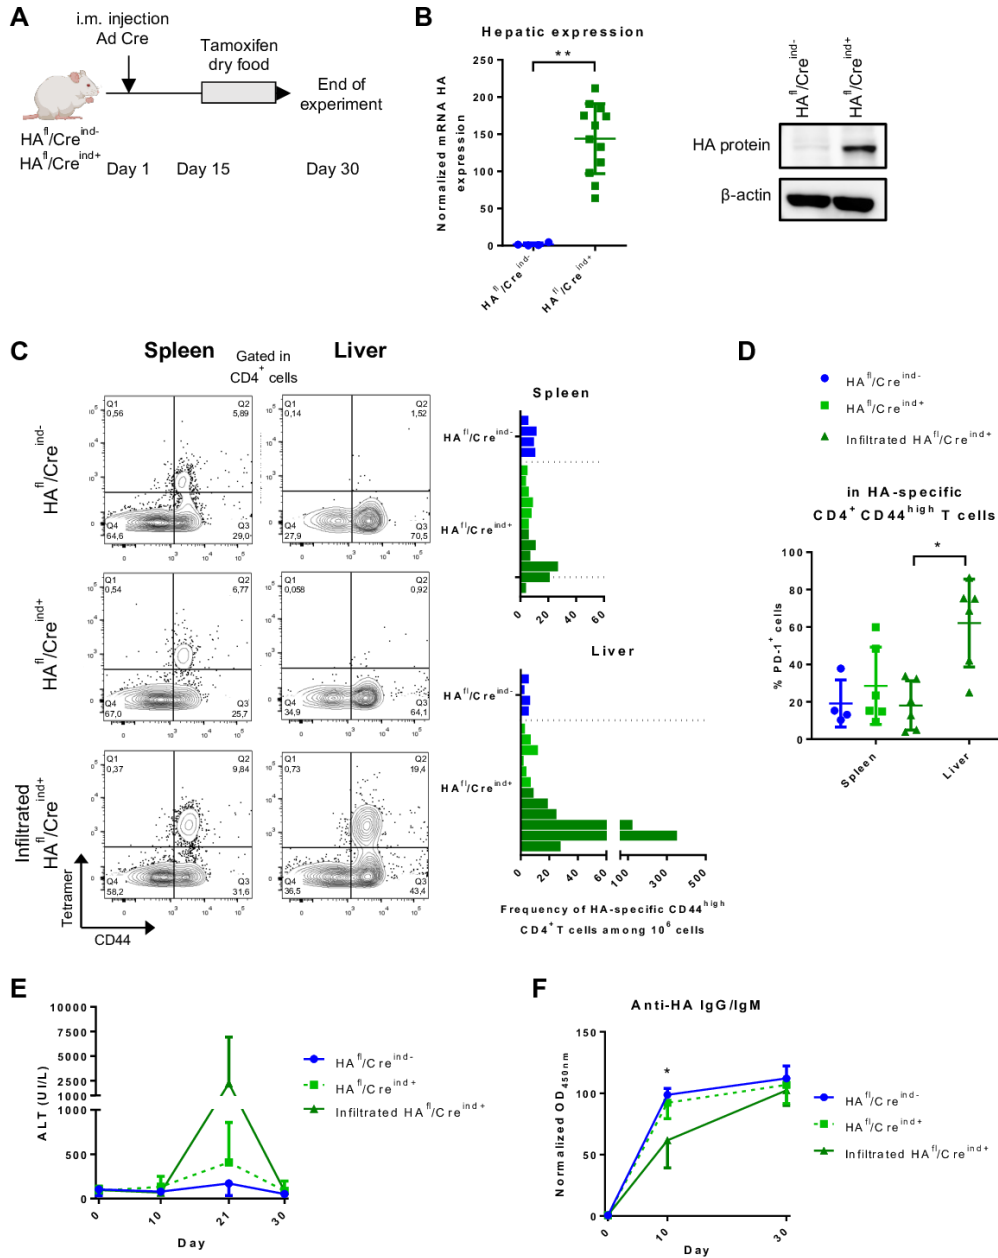 A
i.m. injection
Ad Cre
Tamoxifen
dry food
End of
experiment
HAfl/Creind-
HAfl/Creind+
Day 1
Day 15
Day 30
B
Hepatic expression
**
Normalized mRNA HA
expression
250
200
150
100
50
0
HAfl/Creind-
HAfl/Creind+
HAfl/Creind-
HAfl/Creind+
HA protein
β-actin
C
Spleen
Gated in
CD4+ cells
Liver
HAfl/Creind-
Q1
0,56
Q2
5,89
Q4
64,6
Q3
29,0
Q1
0,14
Q2
1,52
Q4
27,9
Q3
70,5
HAfl/Creind+
Q1
0,54
Q2
6,77
Q4
67,0
Q3
25,7
Q1
0,058
Q2
0,92
Q4
34,9
Q3
64,1
Infiltrated
HAfl/Creind+
Q1
0,37
Q2
9,84
Q4
58,2
Q3
31,6
Q1
0,73
Q2
19,4
Q4
36,5
Q3
43,4
Tetramer
CD44
Spleen
HAfl/Creind-
HAfl/Creind+
0
20
40
60
Liver
HAfl/Creind-
HAfl/Creind+
0
20
40
60
100
300
500
Frequency of HA-specific CD44high
CD4+T cells among 106 cells
D
HAfl/Creind-
HAfl/Creind+
Infiltrated HAfl/Creind+
in HA-specific
CD4+ CD44high T cells
*
% PD-1+ cells
100
80
60
40
20
0
Spleen
Liver
E
ALT (UI/L)
10000
7500
5000
2500
1000
1000
500
0
0
10
21
30
Day
HAfl/Creind-
HAfl/Creind+
Infiltrated HAfl/Creind+
F
Anti-HA IgG/IgM
Normalized OD450nm
150
100
50
0
*
0
10
30
Day
HAfl/Creind-
HAfl/Creind+
Infiltrated HAfl/Creind+